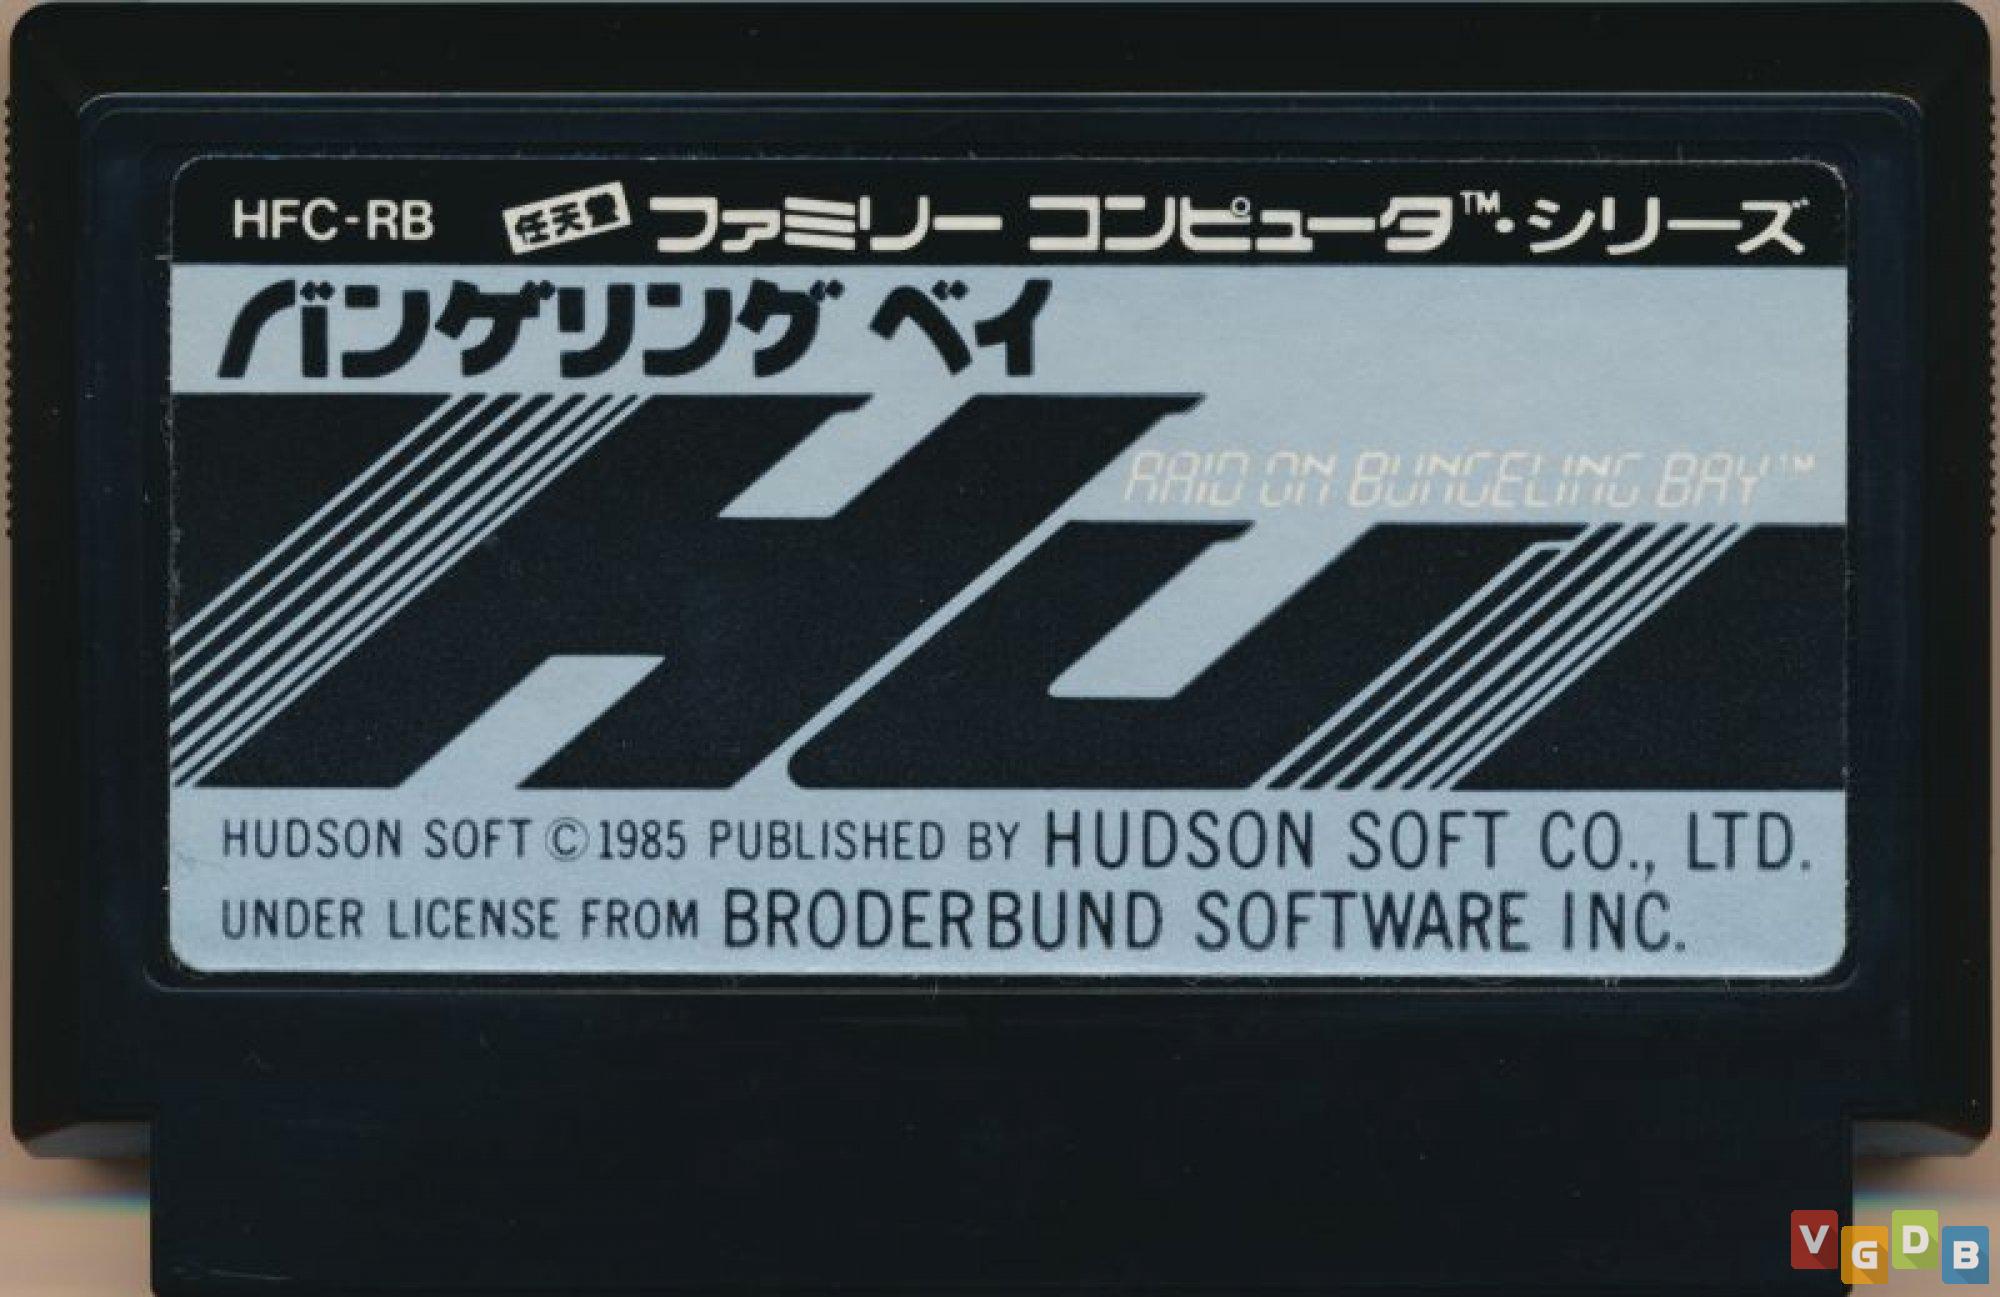 HFC-RB 任天堂 ファミリー コンピュータ™・シリーズ
バンゲリング ベイ
RAID ON BUNGELING BAY™
HU
HUDSON SOFT © 1985 PUBLISHED BY HUDSON SOFT CO., LTD.
UNDER LICENSE FROM BRODERBUND SOFTWARE INC.
VGDB